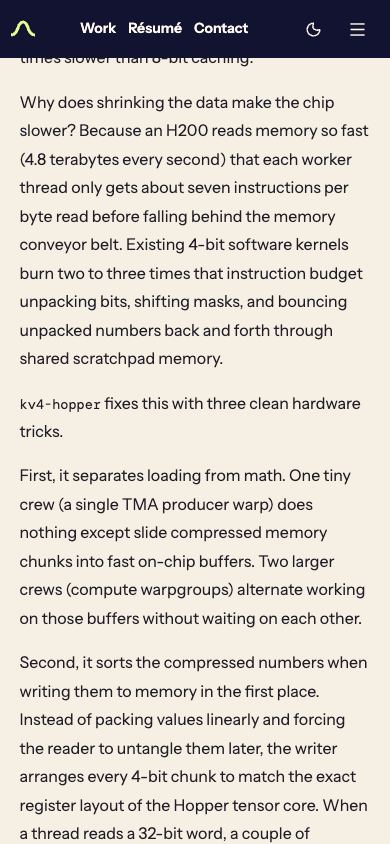 Work Résumé Contact
times slower than 8-bit caching.
Why does shrinking the data make the chip
slower? Because an H200 reads memory so fast
(4.8 terabytes every second) that each worker
thread only gets about seven instructions per
byte read before falling behind the memory
conveyor belt. Existing 4-bit software kernels
burn two to three times that instruction budget
unpacking bits, shifting masks, and bouncing
unpacked numbers back and forth through
shared scratchpad memory.
kv4-hopper fixes this with three clean hardware
tricks.
First, it separates loading from math. One tiny
crew (a single TMA producer warp) does
nothing except slide compressed memory
chunks into fast on-chip buffers. Two larger
crews (compute warpgroups) alternate working
on those buffers without waiting on each other.
Second, it sorts the compressed numbers when
writing them to memory in the first place.
Instead of packing values linearly and forcing
the reader to untangle them later, the writer
arranges every 4-bit chunk to match the exact
register layout of the Hopper tensor core. When
a thread reads a 32-bit word, a couple of